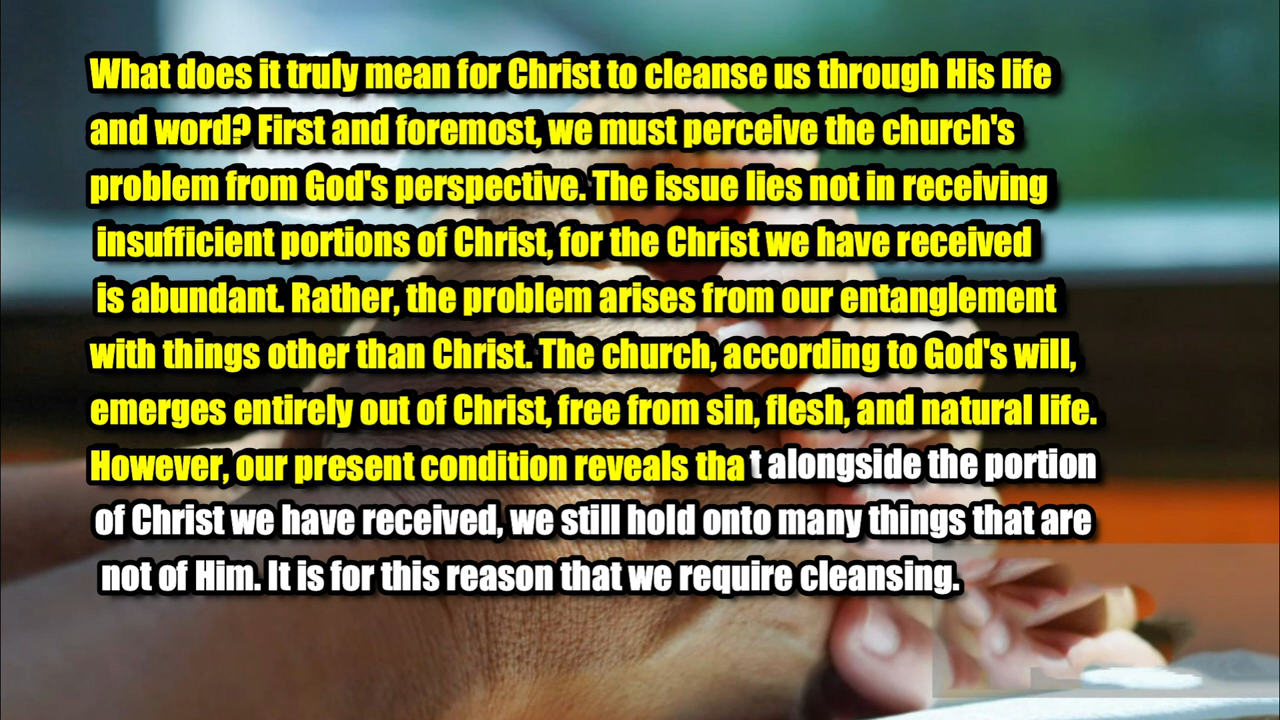 What does it truly mean for Christ to cleanse us through His life
and word? First and foremost, we must perceive the church's
problem from God's perspective. The issue lies not in receiving
insufficient portions of Christ, for the Christ we have received
is abundant. Rather, the problem arises from our entanglement
with things other than Christ. The church, according to God's will,
emerges entirely out of Christ, free from sin, flesh, and natural life.
However, our present condition reveals that alongside the portion
of Christ we have received, we still hold onto many things that are
not of Him. It is for this reason that we require cleansing.